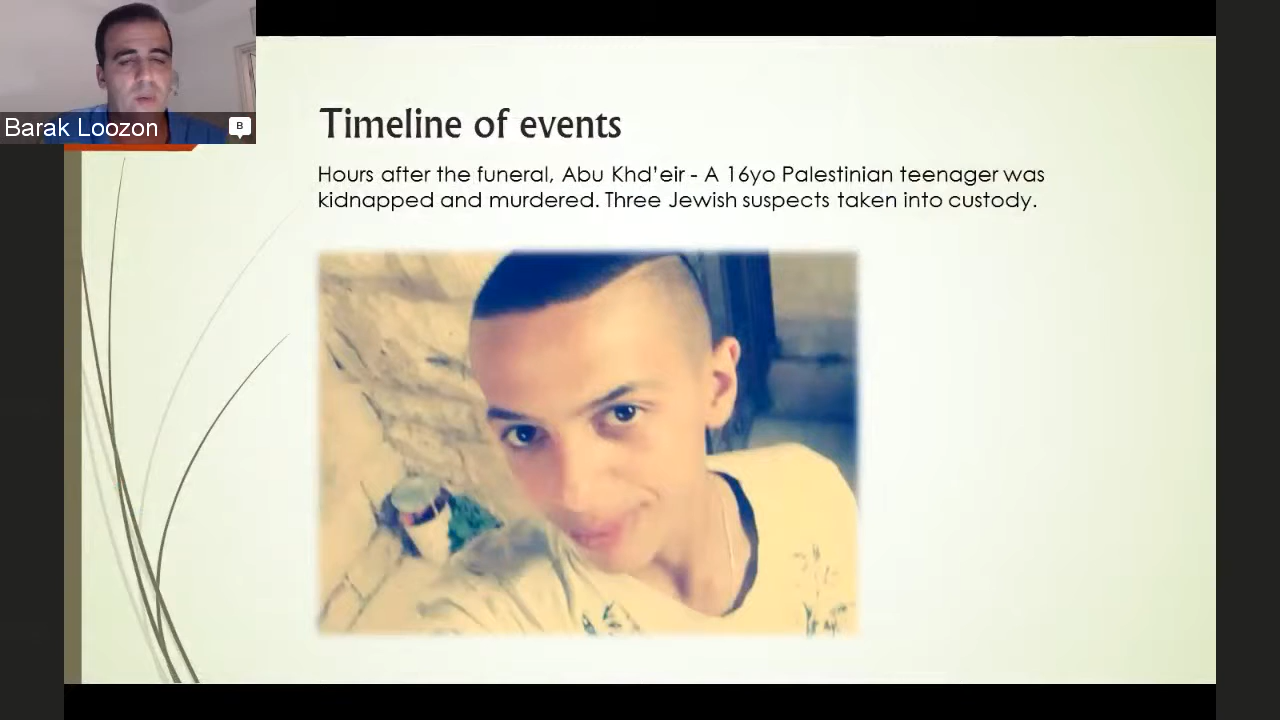 Barak Loozon
B
Timeline of events
Hours after the funeral, Abu Khd'eir - A 16yo Palestinian teenager was
kidnapped and murdered. Three Jewish suspects taken into custody.